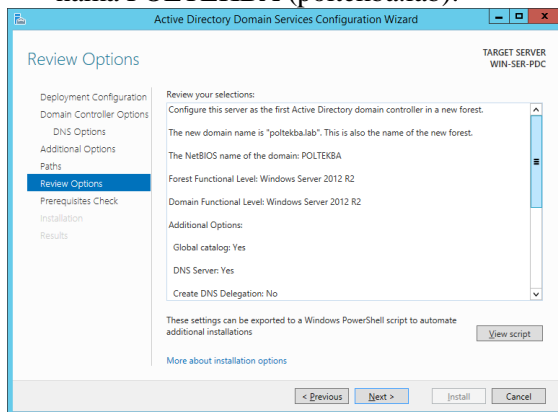 nama POLTEKBA (poltekba.lab).
Active Directory Domain Services Configuration Wizard
Review Options
TARGET SERVER
WIN-SER-PDC
Deployment Configuration
Domain Controller Options
DNS Options
Additional Options
Paths
Review Options
Prerequisites Check
Installation
Results
Review your selections:
Configure this server as the first Active Directory domain controller in a new forest.
The new domain name is "poltekba.lab". This is also the name of the new forest.
The NetBIOS name of the domain: POLTEKBA
Forest Functional Level: Windows Server 2012 R2
Domain Functional Level: Windows Server 2012 R2
Additional Options:
Global catalog: Yes
DNS Server: Yes
Create DNS Delegation: No
These settings can be exported to a Windows PowerShell script to automate
additional installations
View script
More about installation options
< Previous
Next >
Install
Cancel